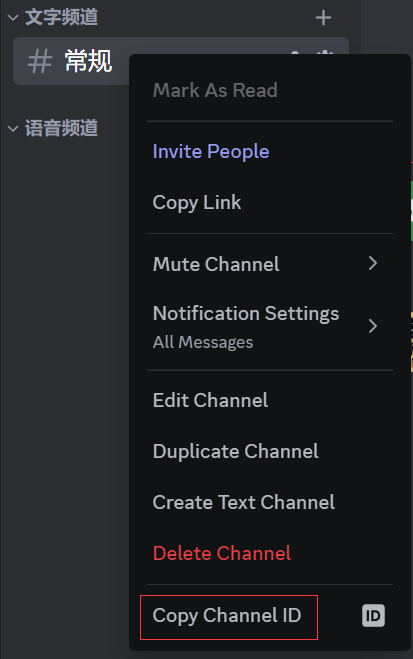 文字频道
常规
语音频道
Mark As Read
Invite People
Copy Link
Mute Channel
Notification Settings
All Messages
Edit Channel
Duplicate Channel
Create Text Channel
Delete Channel
Copy Channel ID
ID